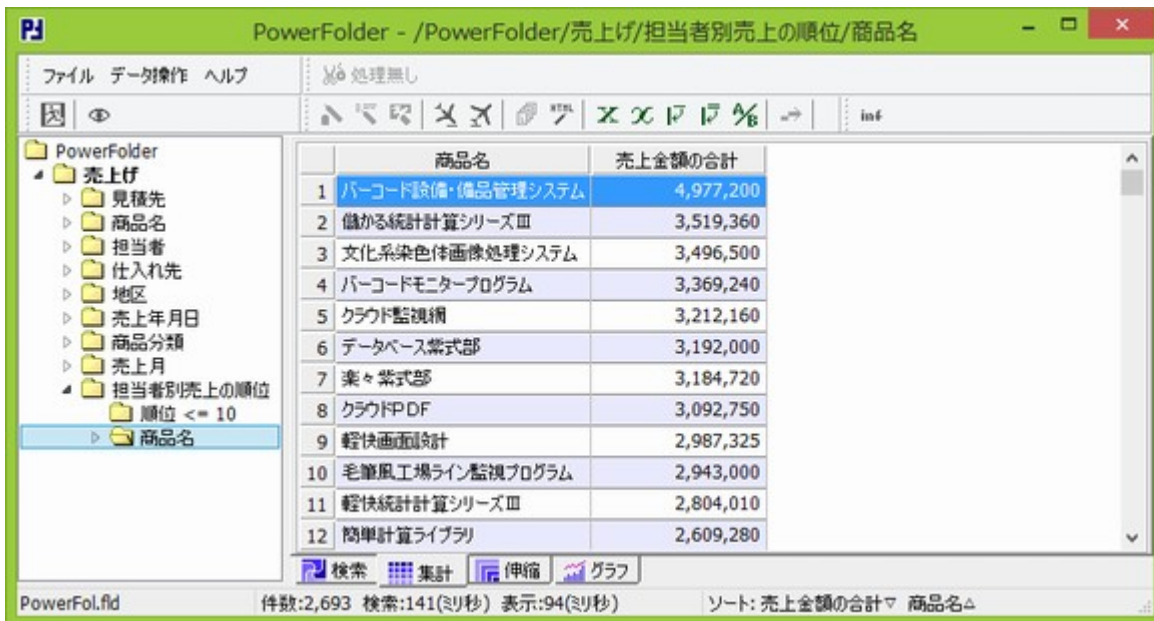 PowerFolder - /PowerFolder/売上げ/担当者別売上の順位/商品名
ファイル データ操作 ヘルプ 処理無し
HTML A/B inf
PowerFolder
売上げ
見積先
商品名
担当者
仕入れ先
地区
売上年月日
商品分類
売上月
担当者別売上の順位
順位 <= 10
商品名
商品名 売上金額の合計
1 バーコード設備・備品管理システム 4,977,200
2 儲かる統計計算シリーズⅢ 3,519,360
3 文化系染色体画像処理システム 3,496,500
4 バーコードモニタープログラム 3,369,240
5 クラウド監視網 3,212,160
6 データベース紫式部 3,192,000
7 楽々紫式部 3,184,720
8 クラウドPDF 3,092,750
9 軽快画面設計 2,987,325
10 毛筆風工場ライン監視プログラム 2,943,000
11 軽快統計計算シリーズⅢ 2,804,010
12 簡単計算ライブラリ 2,609,280
検索 集計 伸縮 グラフ
PowerFol.fld 件数:2,693 検索:141(ミリ秒) 表示:94(ミリ秒) ソート: 売上金額の合計▽ 商品名△